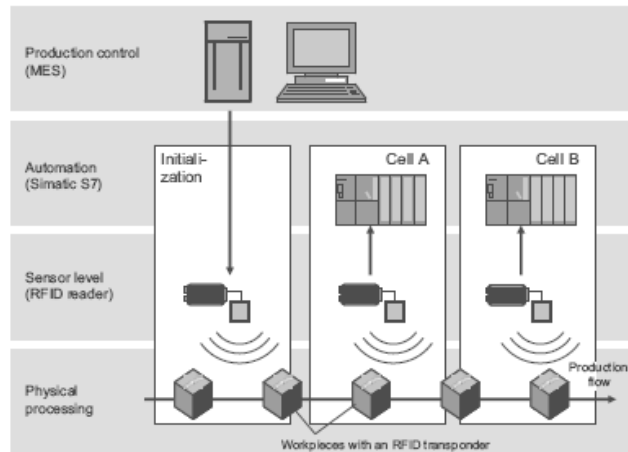 Production control
(MES)
Automation
(Simatic S7)
Initiali-
zation
Cell A
Cell B
Sensor level
(RFID reader)
Physical
processing
Production
flow
Workpieces with an RFID transponder